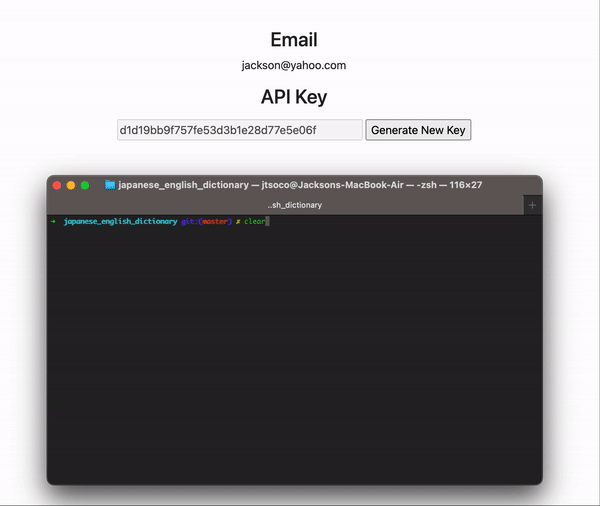 Email
jackson@yahoo.com
API Key
d1d19bb9f757fe53d3b1e28d77e5e06f Generate New Key
japanese_english_dictionary — jtsoco@Jacksons-MacBook-Air — -zsh — 116×27
..sh_dictionary +
➜ japanese_english_dictionary git:(master) ✗ clear